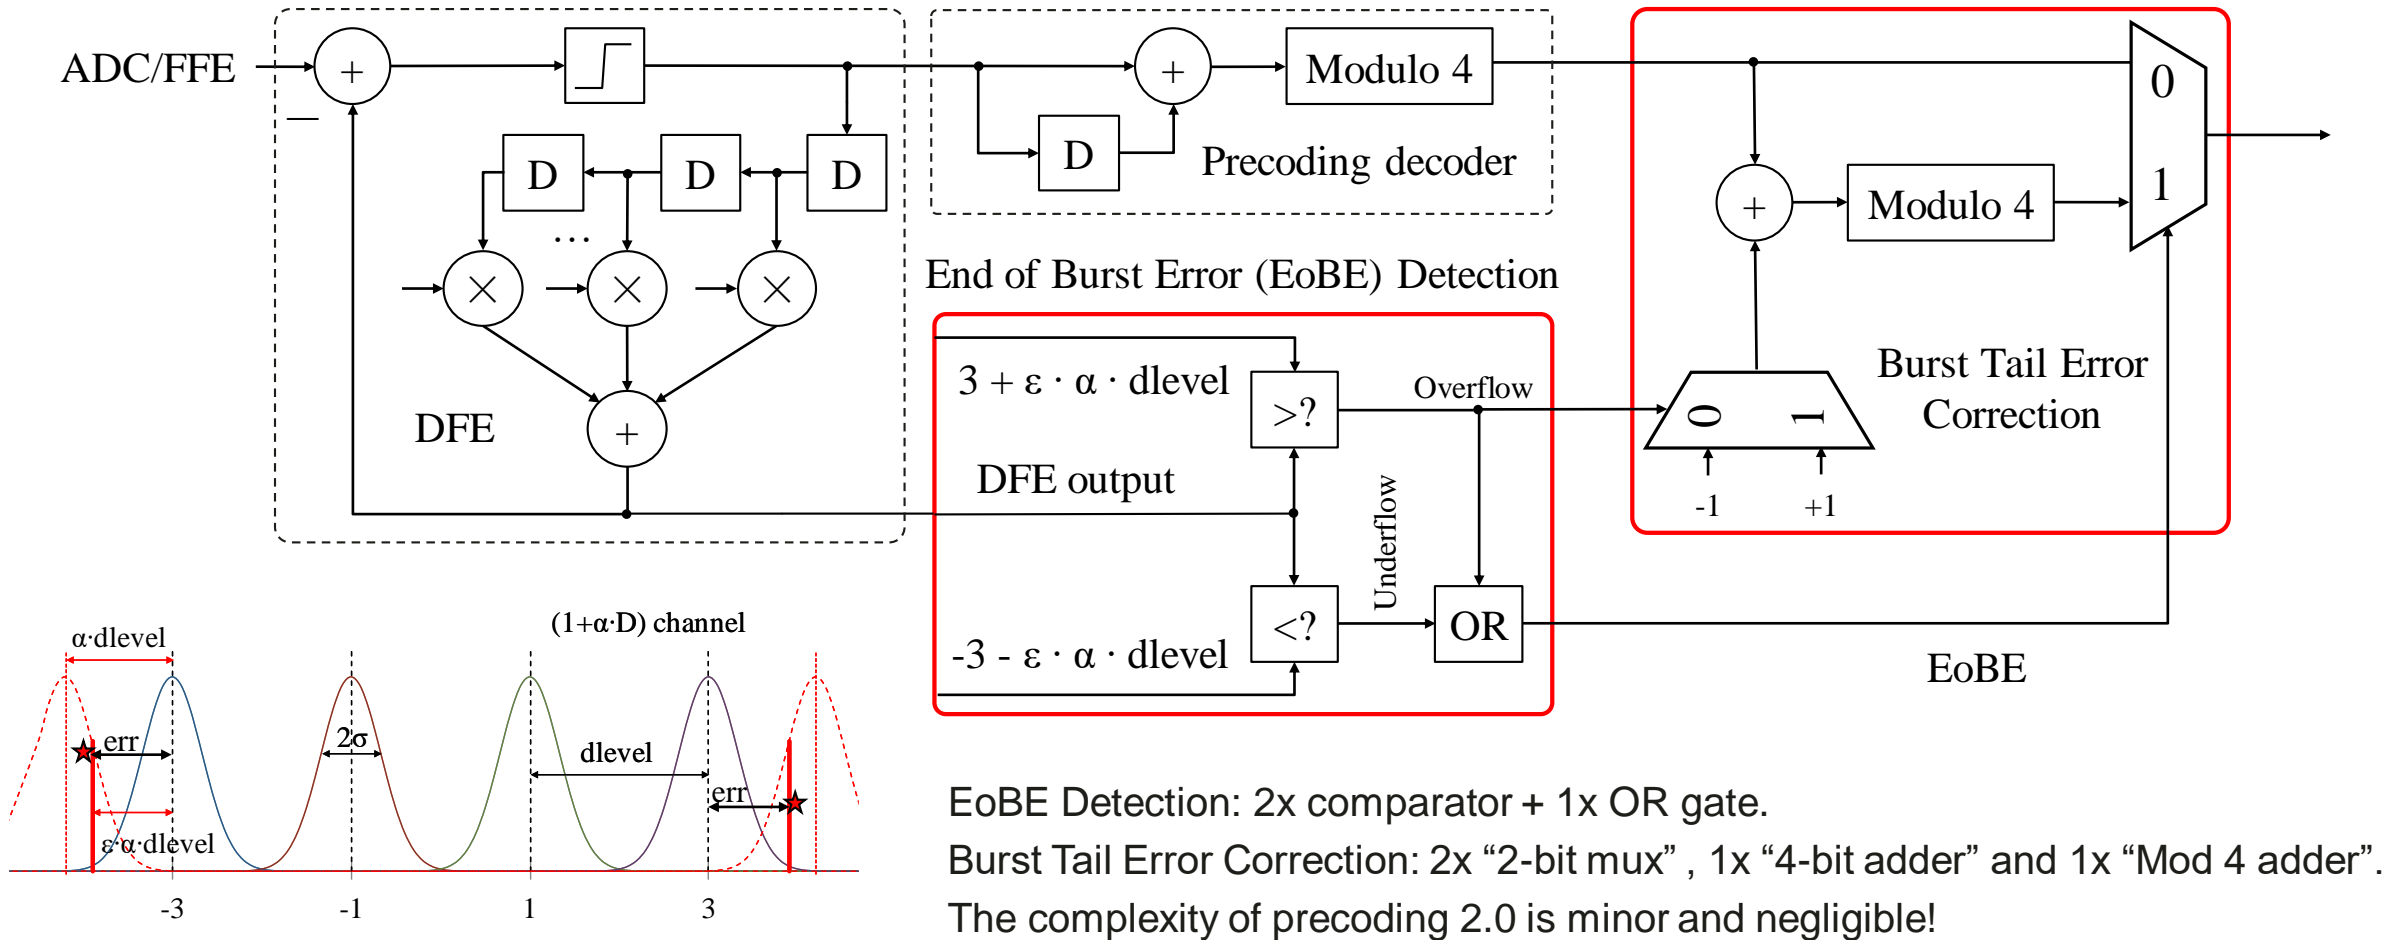 ADC/FFE
+
—
D
D
D
…
×
×
×
DFE
+
+
Modulo 4
D
Precoding decoder
End of Burst Error (EoBE) Detection
3 + ε · α · dlevel
>?
Overflow
DFE output
Underflow
-3 - ε · α · dlevel
<?
OR
0
1
+
Modulo 4
Burst Tail Error
Correction
0
1
-1
+1
EoBE
(1+α·D) channel
α·dlevel
err
2σ
dlevel
err
ε·α·dlevel
-3
-1
1
3
EoBE Detection: 2x comparator + 1x OR gate.
Burst Tail Error Correction: 2x “2-bit mux” , 1x “4-bit adder” and 1x “Mod 4 adder”.
The complexity of precoding 2.0 is minor and negligible!